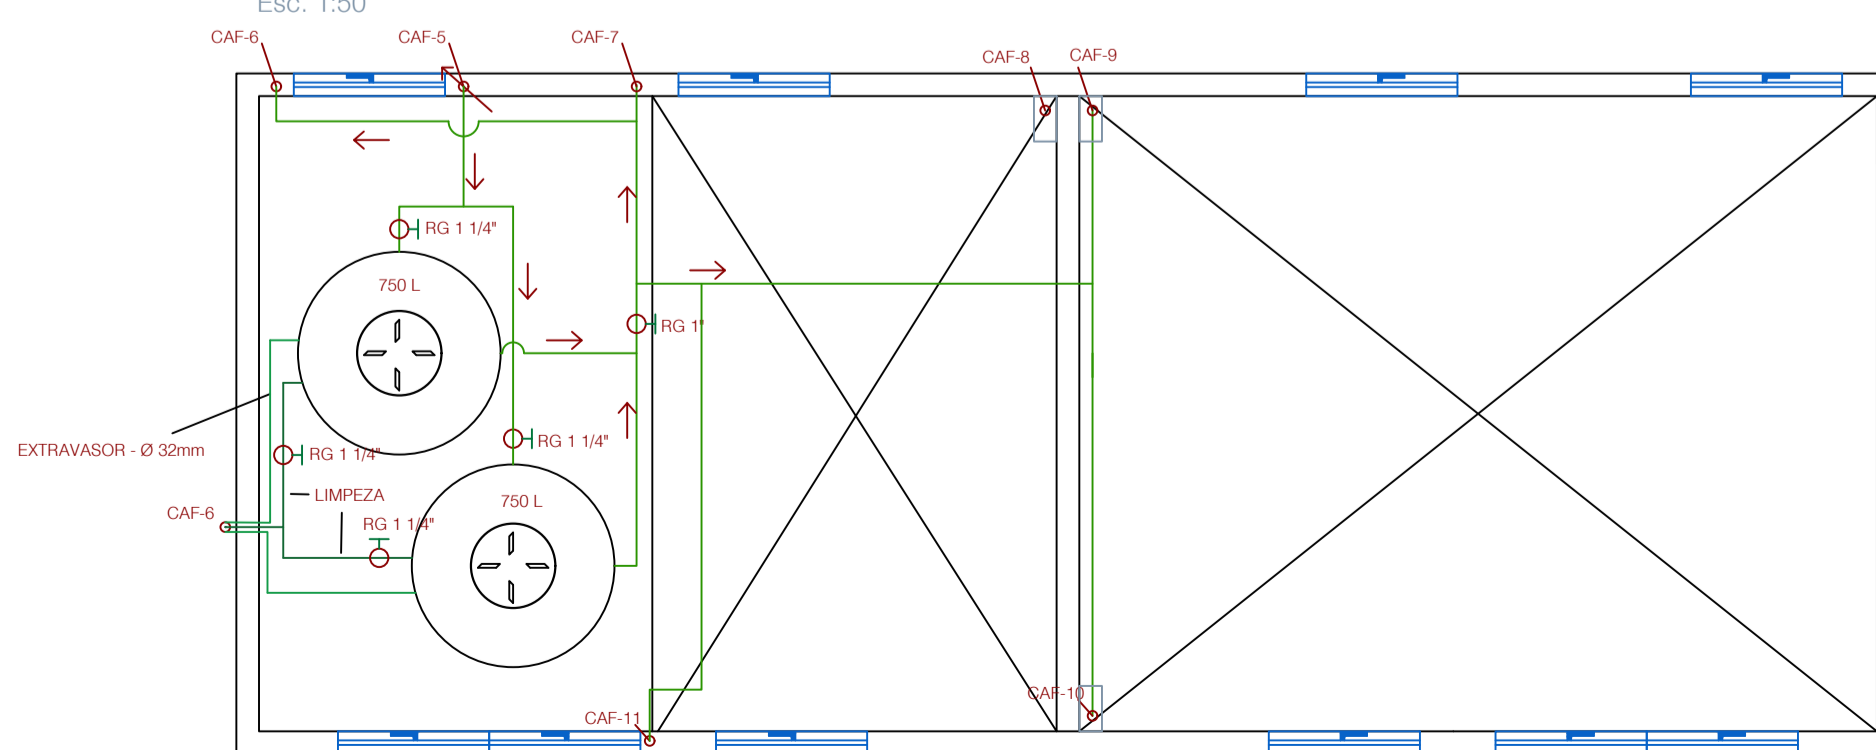 Esc. 1:50
CAF-6
CAF-5
CAF-7
CAF-8
CAF-9
RG 1 1/4"
750 L
RG 1"
EXTRAVASOR - Ø 32mm
RG 1 1/4"
RG 1 1/4"
LIMPEZA
750 L
CAF-6
RG 1 1/4"
CAF-10
CAF-11